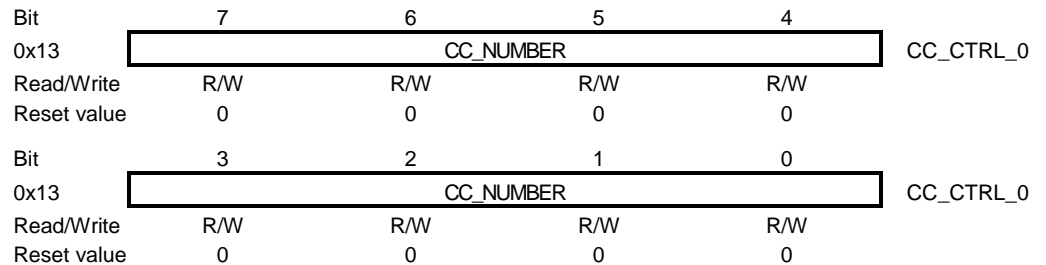 Bit 7 6 5 4
0x13 CC_NUMBER CC_CTRL_0
Read/Write R/W R/W R/W R/W
Reset value 0 0 0 0
Bit 3 2 1 0
0x13 CC_NUMBER CC_CTRL_0
Read/Write R/W R/W R/W R/W
Reset value 0 0 0 0